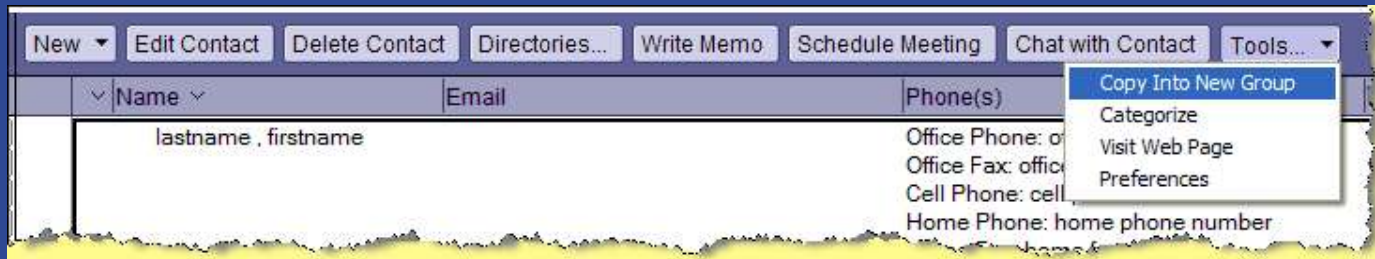 New Edit Contact Delete Contact Directories... Write Memo Schedule Meeting Chat with Contact Tools...
Name Email Phone(s)
Copy Into New Group
Categorize
Visit Web Page
Preferences
lastname , firstname
Office Phone:
Office Fax:
Cell Phone:
Home Phone: home phone number